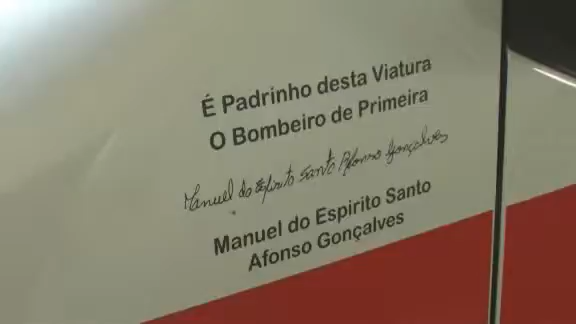 É Padrinho desta Viatura
O Bombeiro de Primeira
Manuel do Espirito Santo Afonso Gonçalves
Manuel do Espirito Santo
Afonso Gonçalves